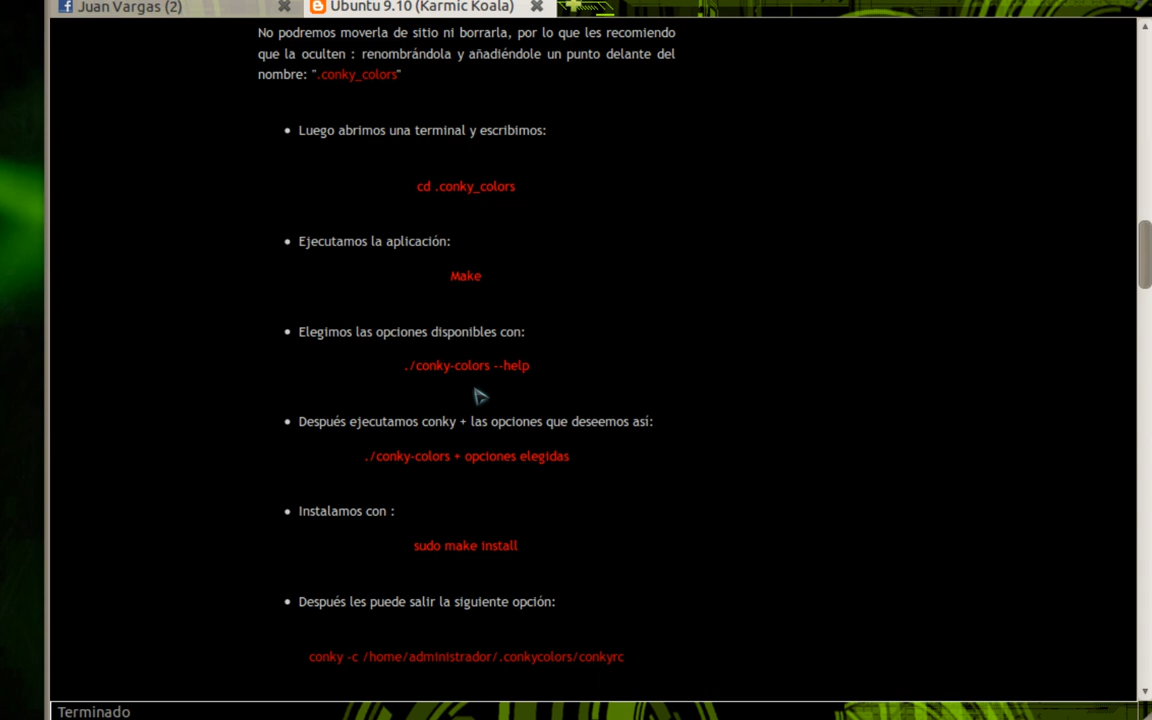 Juan Vargas (2)
Ubuntu 9.10 (Karmic Koala)
No podremos moverla de sitio ni borrarla, por lo que les recomiendo
que la oculten : renombrándola y añadiéndole un punto delante del
nombre: ".conky_colors"
Luego abrimos una terminal y escribimos:
cd .conky_colors
Ejecutamos la aplicación:
Make
Elegimos las opciones disponibles con:
./conky-colors --help
Después ejecutamos conky + las opciones que deseemos así:
./conky-colors + opciones elegidas
Instalamos con :
sudo make install
Después les puede salir la siguiente opción:
conky -c /home/administrador/.conkycolors/conkyrc
Terminado